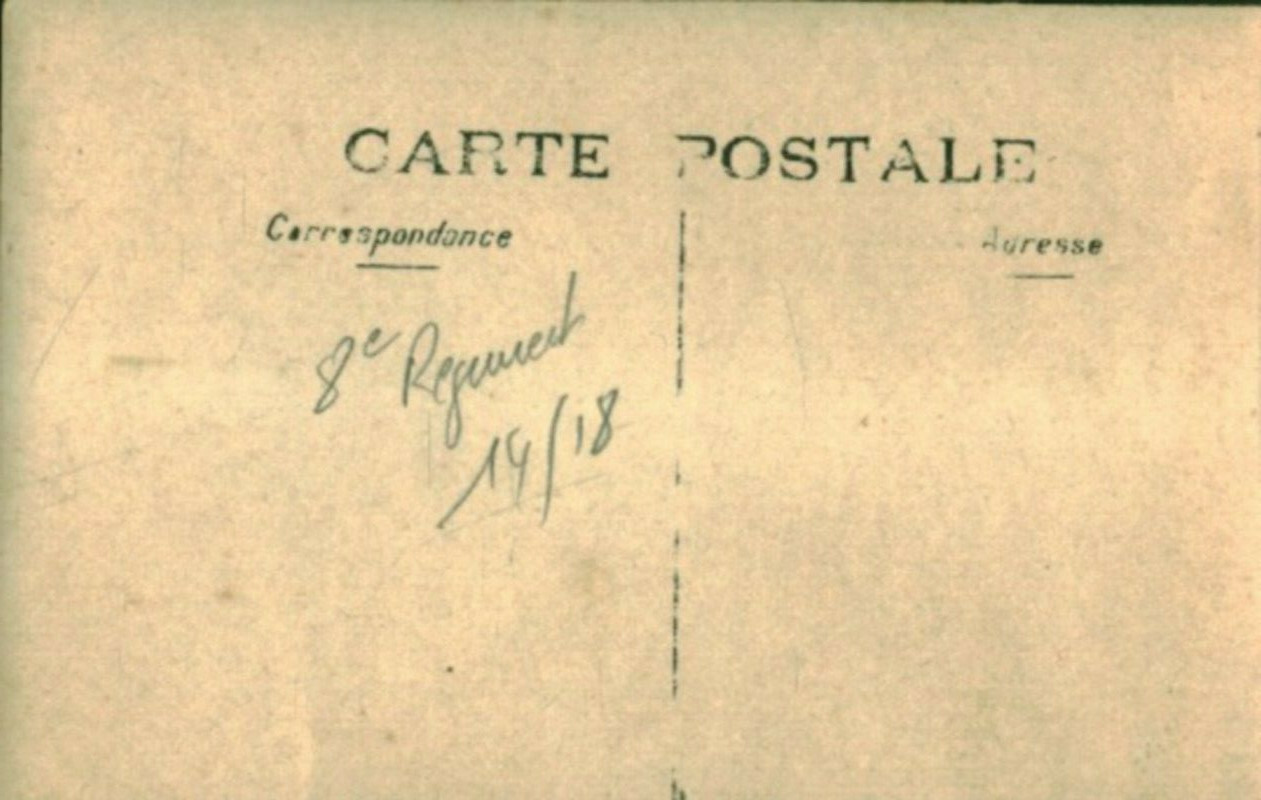 CARTE POSTALE
Correspondance
Adresse
8e Regiment
14/18